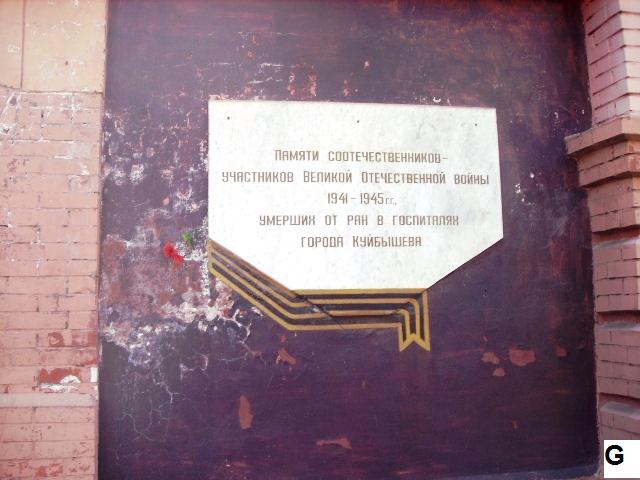 Памяти соотечественников-
участников Великой Отечественной войны
1941-1945 гг.,
умерших от ран в госпиталях
города Куйбышева
G